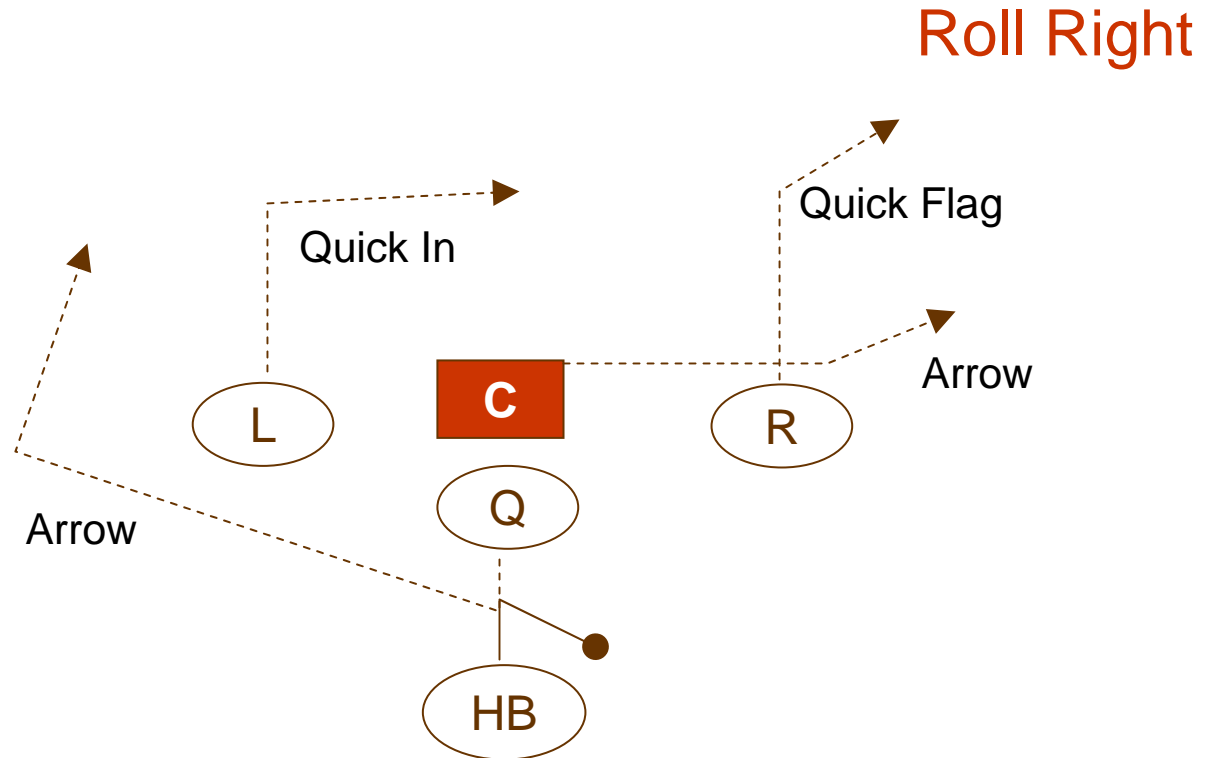 Roll Right
Quick Flag
Quick In
Arrow
C
L
R
Q
Arrow
HB